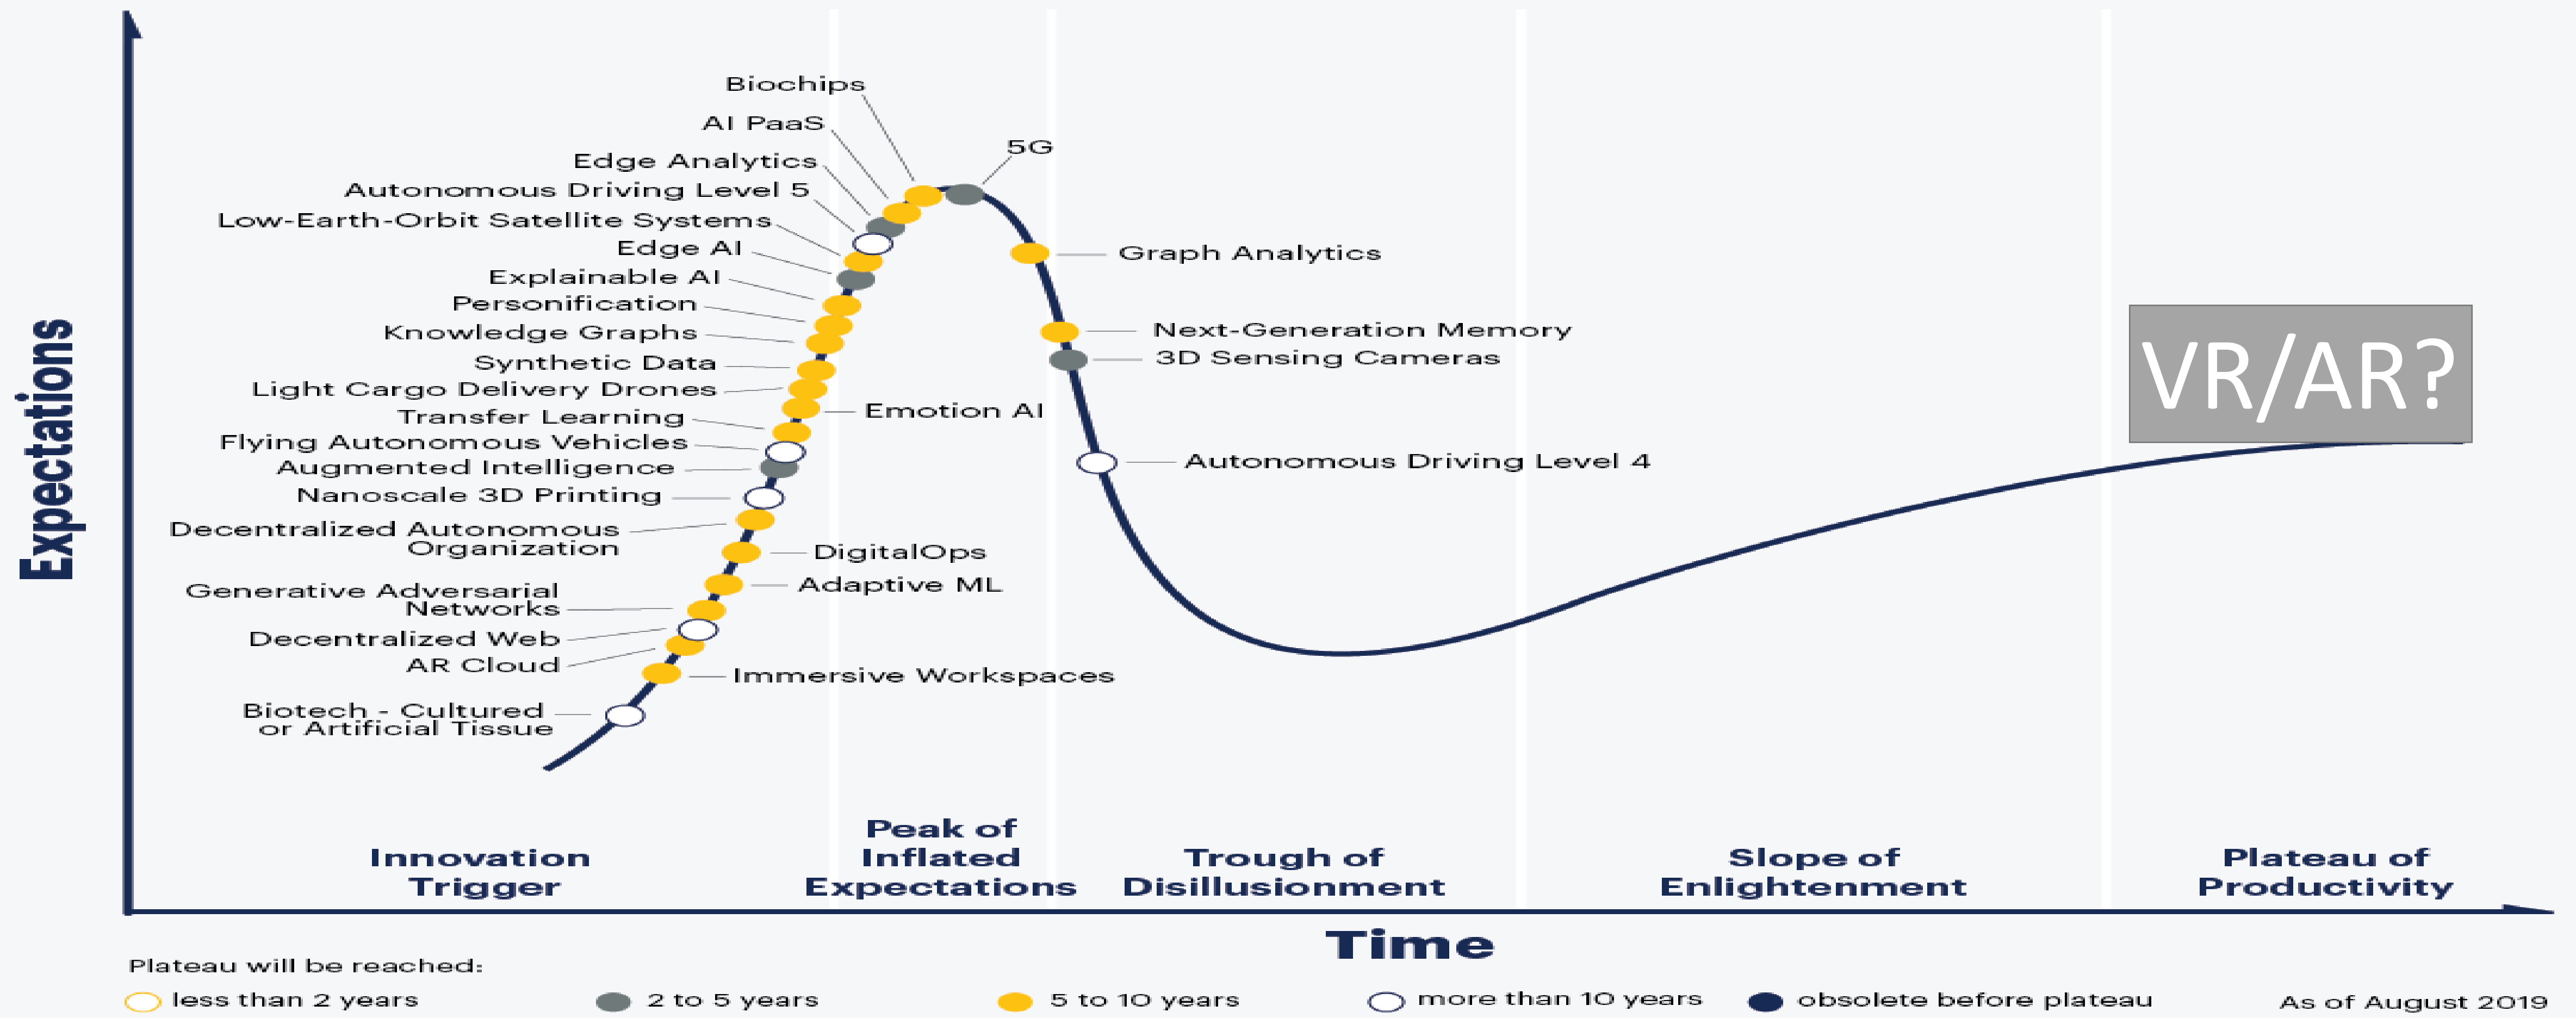 Biochips
AI PaaS
5G
Edge Analytics
Autonomous Driving Level 5
Low-Earth-Orbit Satellite Systems
Edge AI
Graph Analytics
Explainable AI
Personification
Knowledge Graphs
Next-Generation Memory
3D Sensing Cameras
Synthetic Data
Light Cargo Delivery Drones
Emotion AI
Transfer Learning
Flying Autonomous Vehicles
Autonomous Driving Level 4
Augmented Intelligence
Nanoscale 3D Printing
Decentralized Autonomous
Organization
DigitalOps
Adaptive ML
Generative Adversarial
Networks
Decentralized Web
AR Cloud
Immersive Workspaces
Biotech - Cultured
or Artificial Tissue
VR/AR?
Expectations
Innovation
Trigger
Peak of
Inflated
Expectations
Trough of
Disillusionment
Slope of
Enlightenment
Plateau of
Productivity
Time
Plateau will be reached:
less than 2 years
2 to 5 years
5 to 10 years
more than 10 years
obsolete before plateau
As of August 2019